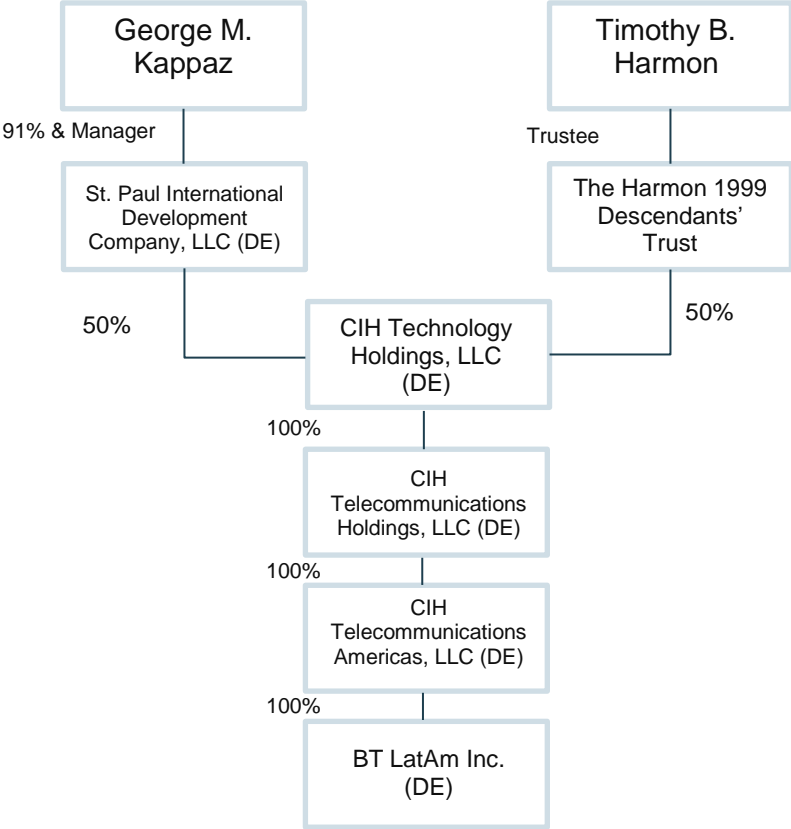 George M.
Kappaz
Timothy B.
Harmon
91% & Manager
Trustee
St. Paul International
Development
Company, LLC (DE)
The Harmon 1999
Descendants’
Trust
50%
50%
CIH Technology
Holdings, LLC
(DE)
100%
CIH
Telecommunications
Holdings, LLC (DE)
100%
CIH
Telecommunications
Americas, LLC (DE)
100%
BT LatAm Inc.
(DE)